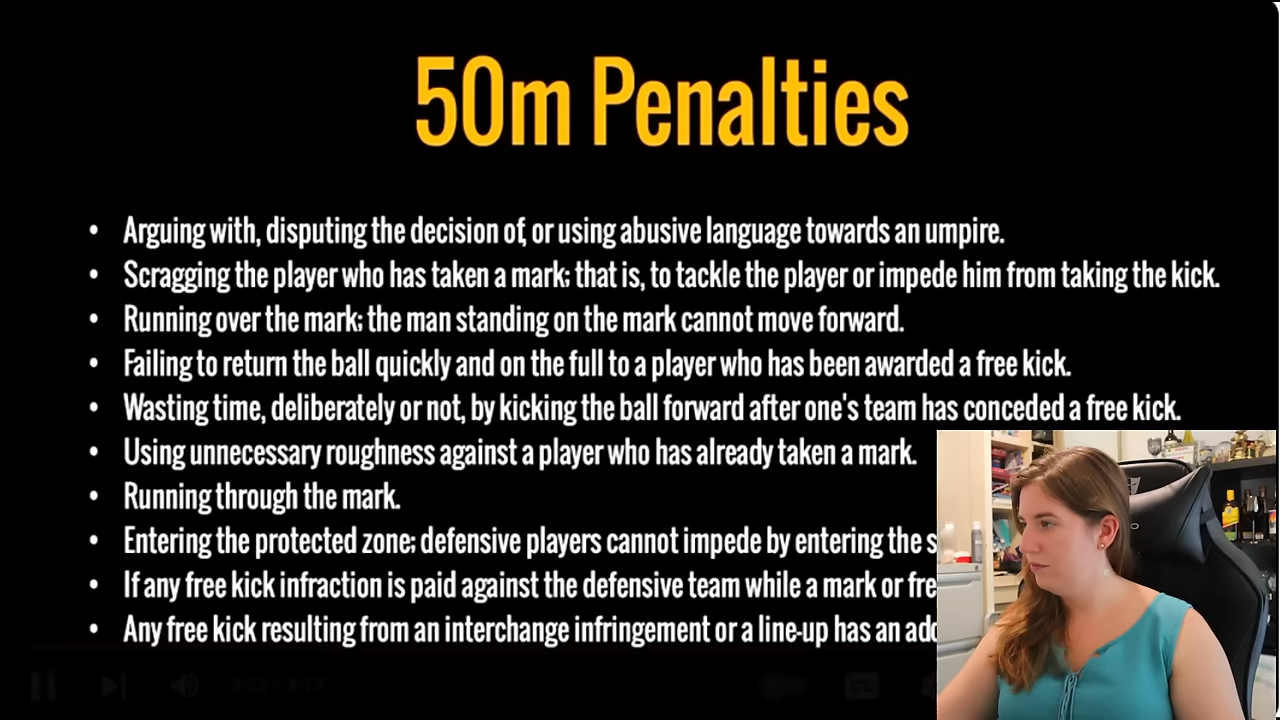 50m Penalties
• Arguing with, disputing the decision of, or using abusive language towards an umpire.
• Scragging the player who has taken a mark; that is, to tackle the player or impede him from taking the kick.
• Running over the mark; the man standing on the mark cannot move forward.
• Failing to return the ball quickly and on the full to a player who has been awarded a free kick.
• Wasting time, deliberately or not, by kicking the ball forward after one's team has conceded a free kick.
• Using unnecessary roughness against a player who has already taken a mark.
• Running through the mark.
• Entering the protected zone; defensive players cannot impede by entering the
• If any free kick infraction is paid against the defensive team while a mark or
• Any free kick resulting from an interchange infringement or a line-up has an